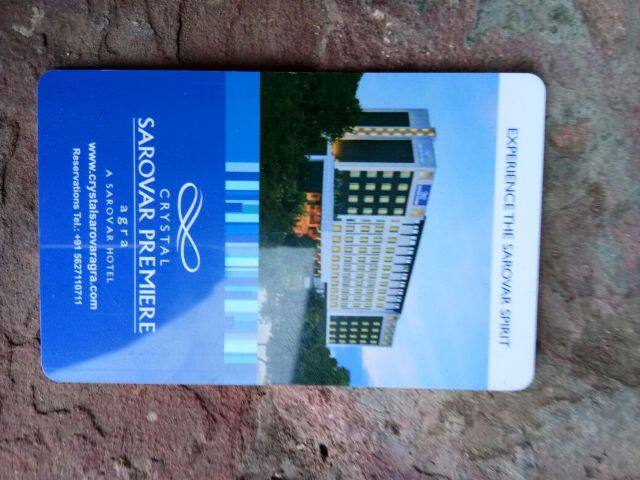 EXPERIENCE THE SAROVAR SPIRIT
CRYSTAL
SAROVAR PREMIERE
agra
A SAROVAR HOTEL
www.crystalsarovaragra.com
Reservations Tel.: +91 5627110711